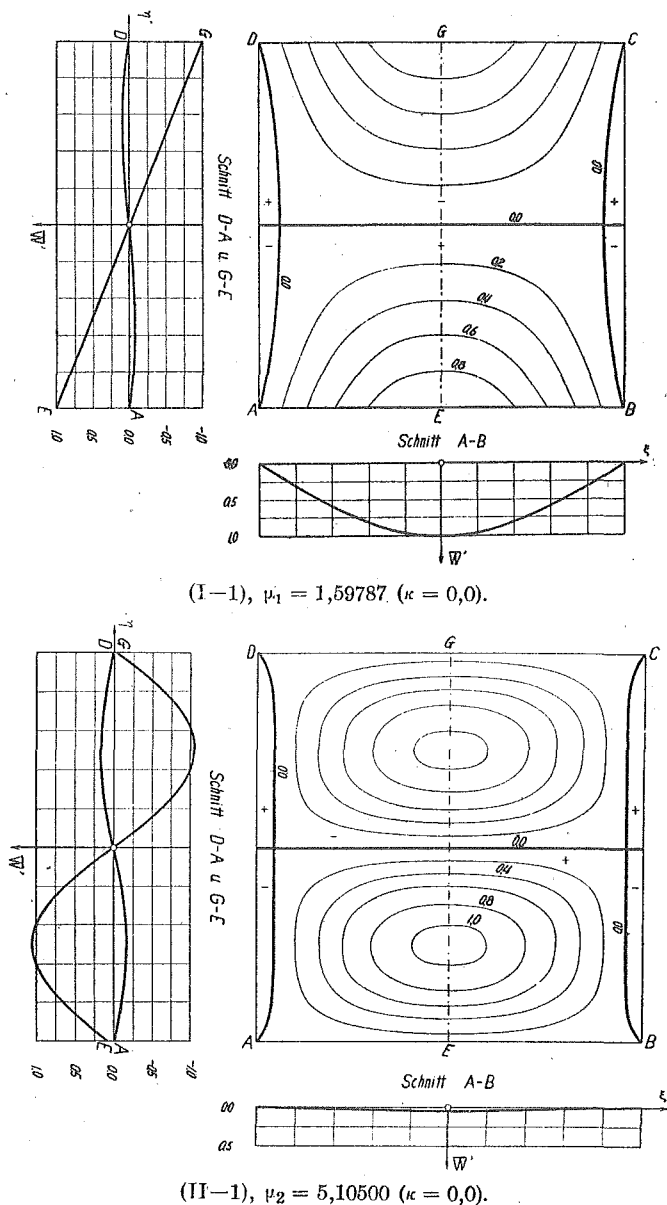 η'
D G
Schnitt D-A u G-E
W̅'
E A
1.0 0.5 0.0 -0.5 -1.0
D G C
0.0
+ − +
0.0
− + −
0.0
0.2
0.4
0.6
0.8
A E B
Schnitt A-B
0.0 ξ
0.5
1.0
W̅'
(I—1), μ₁ = 1,59787 (κ = 0,0).
η
D G
Schnitt D-A u G-E
W̅'
E A
1.0 0.5 0.0 -0.5 -1.0
D G C
0.0
+ +
− 0.0
− + −
0.4
0.8
1.0
0.0
A E B
Schnitt A-B
0.0 ξ
0.5
W̅'
(II—1), μ₂ = 5,10500 (κ = 0,0).